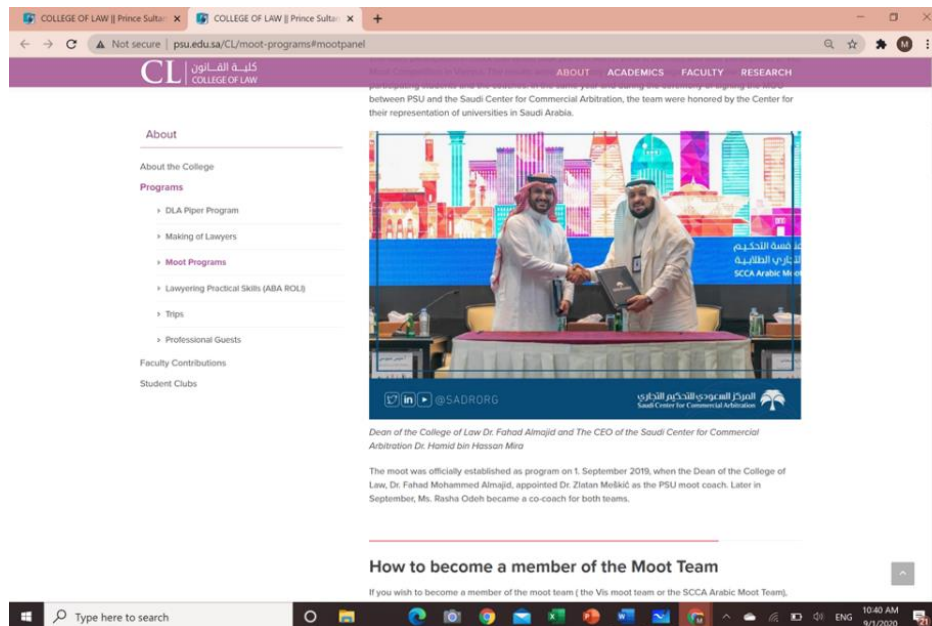 COLLEGE OF LAW || Prince Sultan
COLLEGE OF LAW || Prince Sultan
Not secure | psu.edu.sa/CL/moot-programs#mootpanel
M
CL
كليـة القــانون
COLLEGE OF LAW
ABOUT ACADEMICS FACULTY RESEARCH
participating students and the coaches. In the same year and during the ceremony of signing the MOU
between PSU and the Saudi Center for Commercial Arbitration, the team were honored by the Center for
their representation of universities in Saudi Arabia.
About
About the College
Programs
DLA Piper Program
Making of Lawyers
Moot Programs
Lawyering Practical Skills (ABA ROLI)
Trips
Professional Guests
Faculty Contributions
Student Clubs
SCCA Arabic Moot
@SADRORG
المركز السعودي للتحكيم التجاري
Saudi Center for Commercial Arbitration
Dean of the College of Law Dr. Fahad Almajid and The CEO of the Saudi Center for Commercial
Arbitration Dr. Hamid bin Hassan Mira
The moot was officially established as program on 1. September 2019, when the Dean of the College of
Law, Dr. Fahad Mohammed Almajid, appointed Dr. Zlatan Meškić as the PSU moot coach. Later in
September, Ms. Rasha Odeh became a co-coach for both teams.
How to become a member of the Moot Team
If you wish to become a member of the moot team ( the Vis moot team or the SCCA Arabic Moot Team),
Type here to search
ENG
10:40 AM
9/1/2020
21